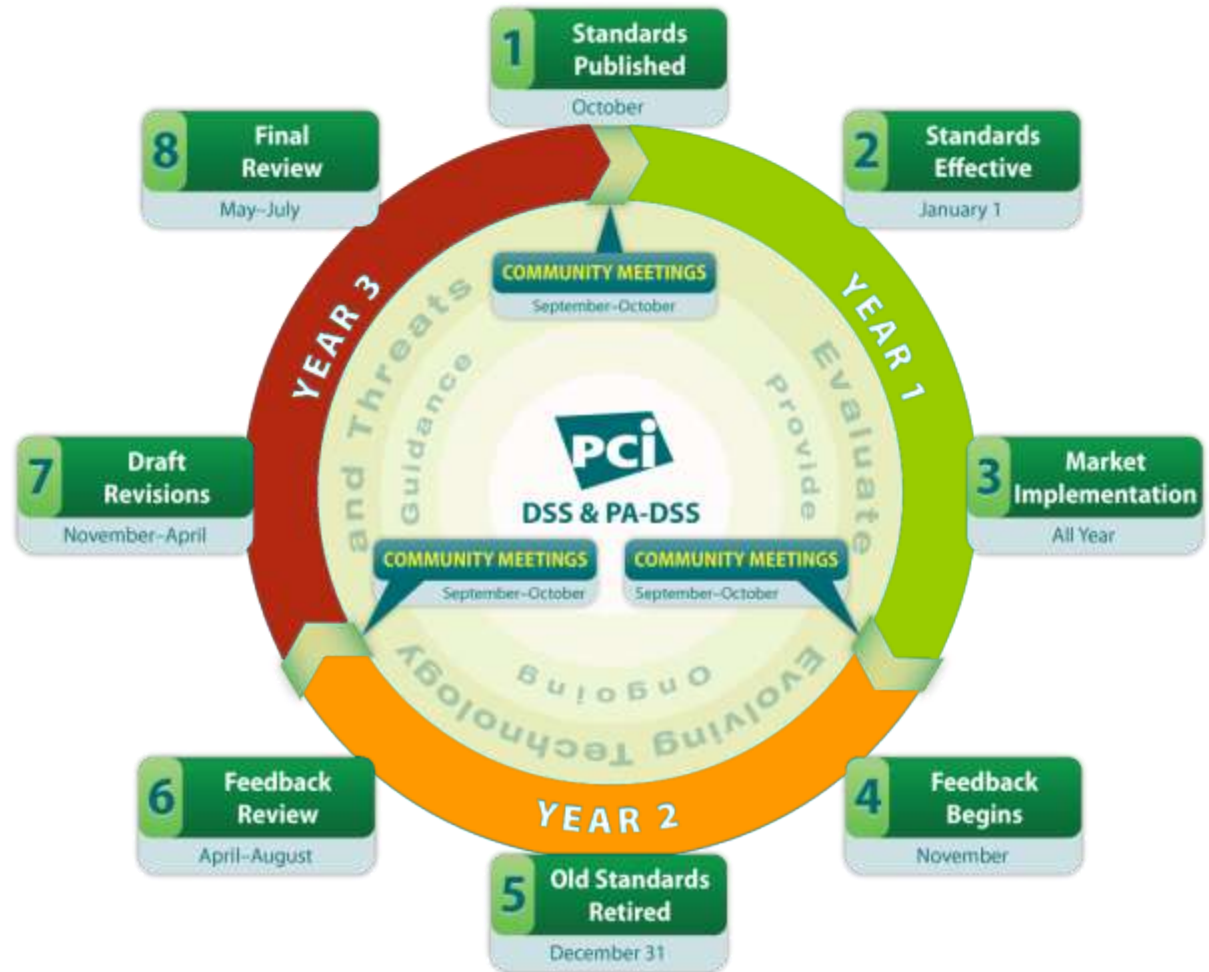 1
Standards
Published
October
2
Standards
Effective
January 1
3
Market
Implementation
All Year
4
Feedback
Begins
November
5
Old Standards
Retired
December 31
6
Feedback
Review
April–August
7
Draft
Revisions
November–April
8
Final
Review
May–July
YEAR 1
YEAR 2
YEAR 3
COMMUNITY MEETINGS
September–October
COMMUNITY MEETINGS
September–October
COMMUNITY MEETINGS
September–October
Evaluate
Evolving Technology
and Threats
Provide
Ongoing
Guidance
PCi
DSS & PA-DSS